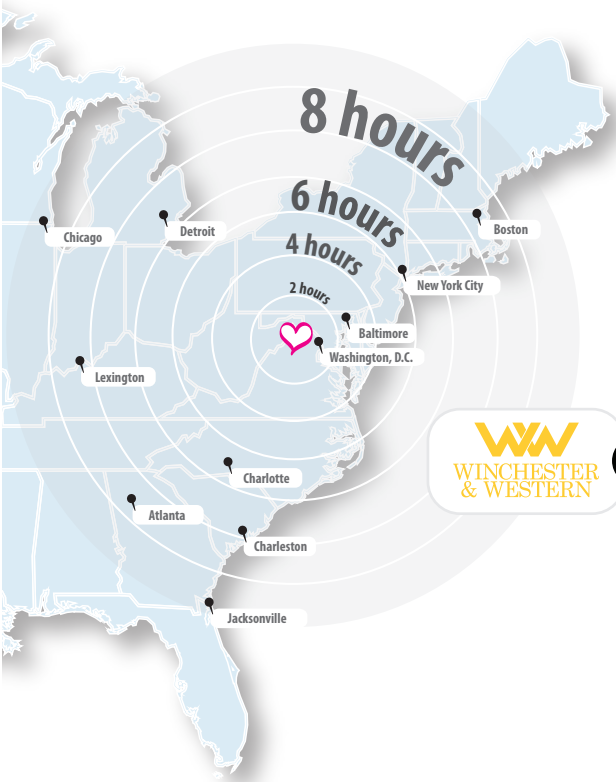 8 hours
6 hours
4 hours
2 hours
Chicago
Detroit
Boston
New York City
Baltimore
Washington, D.C.
Lexington
Charlotte
Atlanta
Charleston
Jacksonville
WW
WINCHESTER
& WESTERN